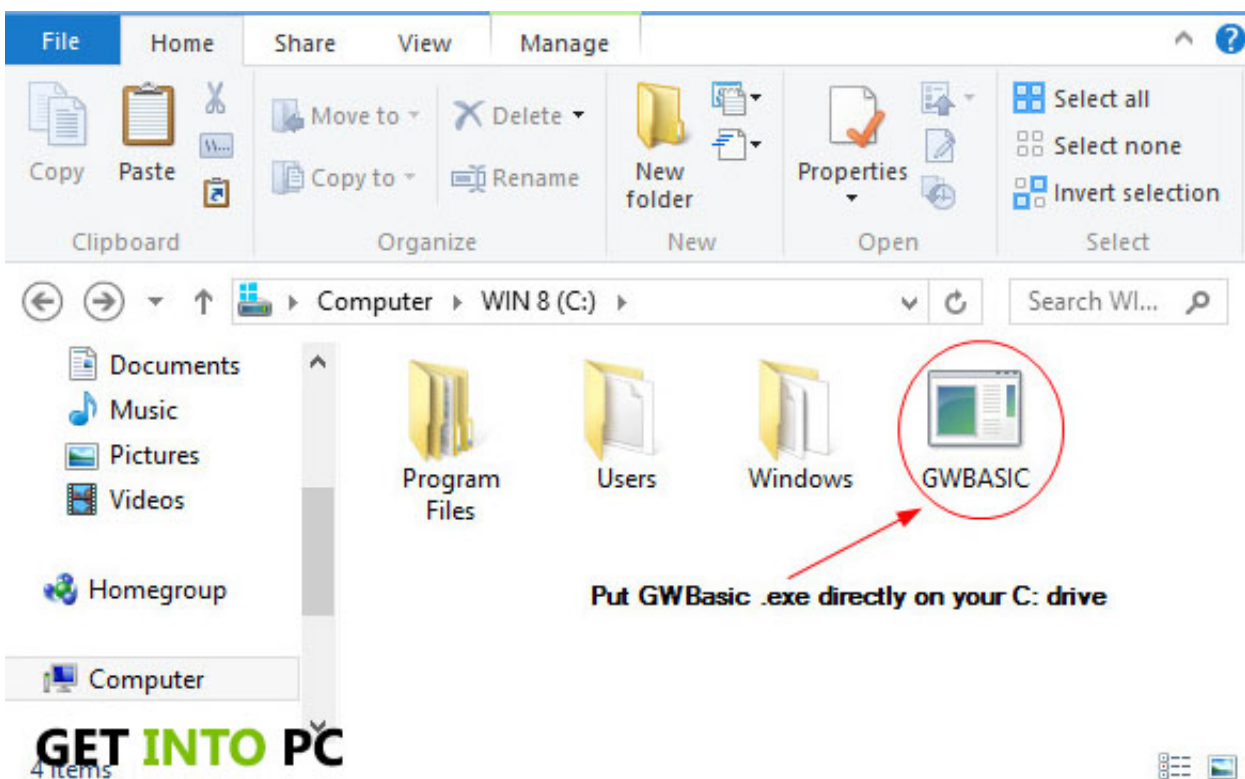 File Home Share View Manage
Move to Delete Select all
Select none
Copy Paste Copy to Rename New folder Properties Invert selection
Clipboard Organize New Open Select
Computer WIN 8 (C:) Search WI...
Documents
Music
Pictures
Videos
Homegroup
Computer
Program
Files
Users
Windows
GWBASIC
Put GWBasic .exe directly on your C: drive
GET INTO PC
4 items